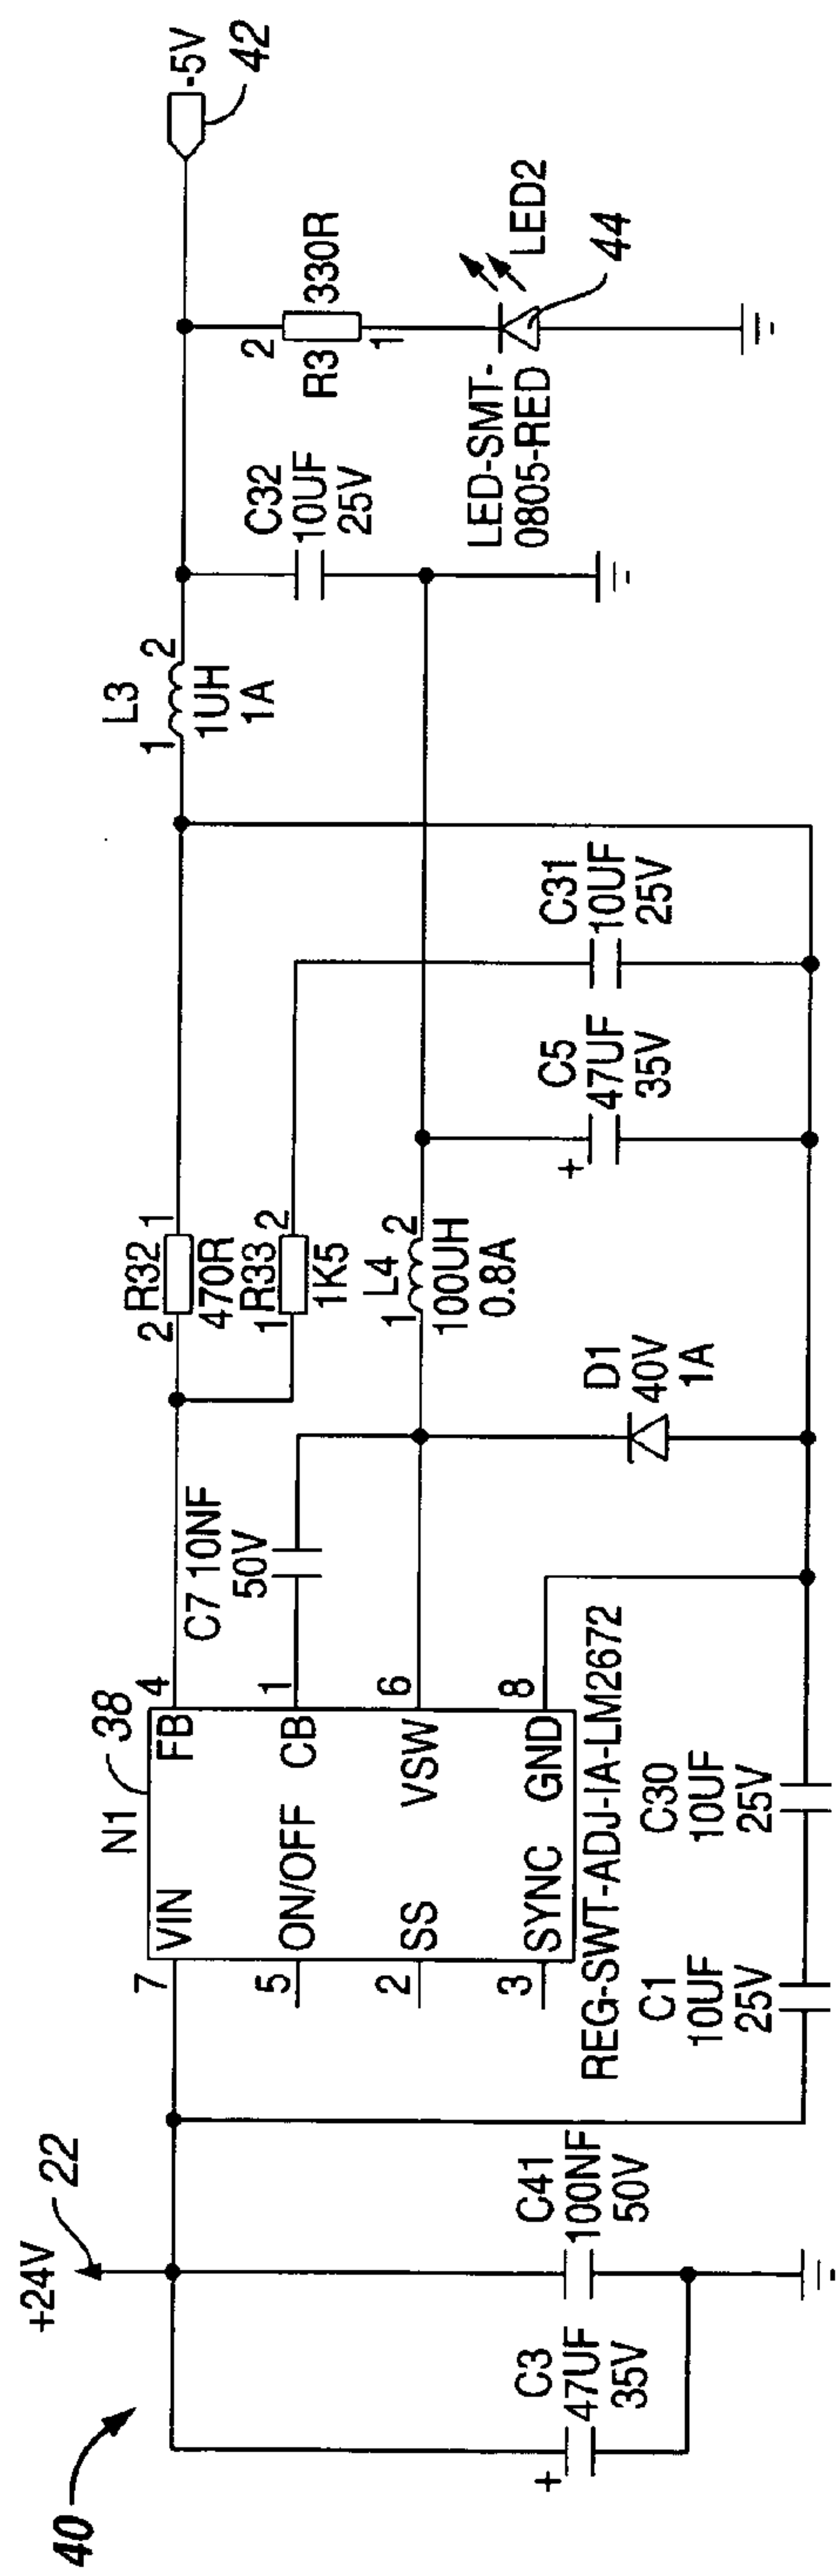 40
+24V
22
C3
47UF
35V
+
C41
100NF
50V
N1
38
7
VIN
FB
4
5
ON/OFF
CB
1
2
SS
VSW
6
3
SYNC
GND
8
REG-SWT-ADJ-IA-LM2672
C1
10UF
25V
C30
10UF
25V
C7 10NF
50V
2
R32
1
470R
1
R33
2
1K5
L4
1
2
100UH
0.8A
D1
40V
1A
C5
47UF
35V
+
C31
10UF
25V
L3
1
2
1UH
1A
C32
10UF
25V
2
R3
330R
1
LED-SMT-
0805-RED
LED2
44
-5V
42